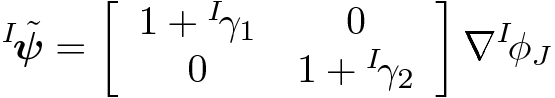 $${}^{I}\tilde{\boldsymbol{\psi}} = \left[ \begin{array}{cc} 1 + {}^{I}\gamma_1 & 0 \\ 0 & 1 + {}^{I}\gamma_2 \end{array} \right] \nabla {}^{I}\phi_J$$